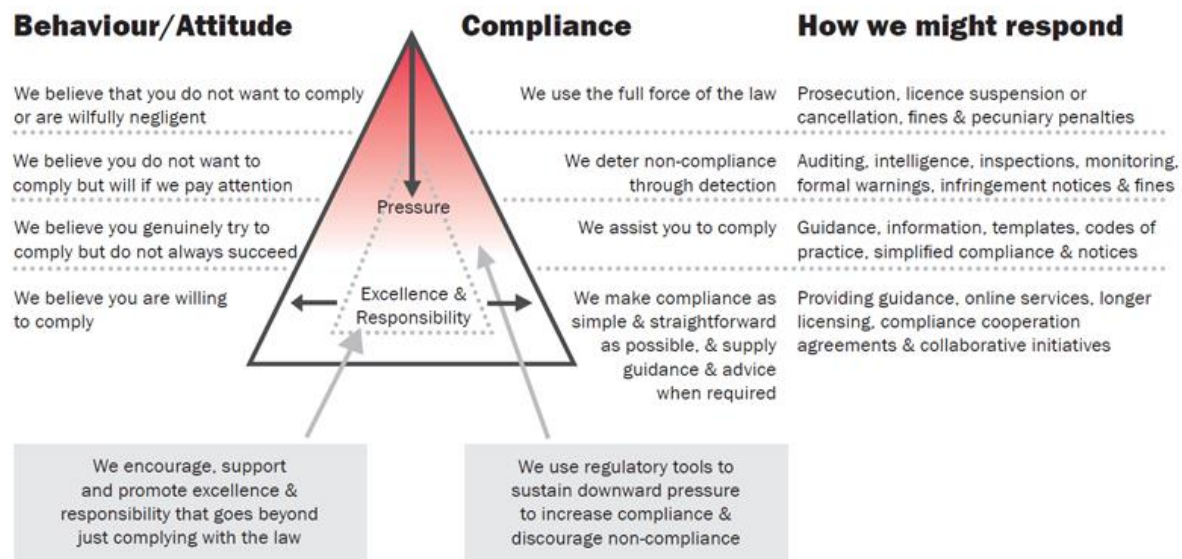 Behaviour/Attitude
Compliance
How we might respond
We believe that you do not want to comply
or are wilfully negligent
We use the full force of the law
Prosecution, licence suspension or
cancellation, fines & pecuniary penalties
We believe you do not want to
comply but will if we pay attention
We deter non-compliance
through detection
Auditing, intelligence, inspections, monitoring,
formal warnings, infringement notices & fines
Pressure
We believe you genuinely try to
comply but do not always succeed
We assist you to comply
Guidance, information, templates, codes of
practice, simplified compliance & notices
We believe you are willing
to comply
Excellence &
Responsibility
We make compliance as
simple & straightforward
as possible, & supply
guidance & advice
when required
Providing guidance, online services, longer
licensing, compliance cooperation
agreements & collaborative initiatives
We encourage, support
and promote excellence &
responsibility that goes beyond
just complying with the law
We use regulatory tools to
sustain downward pressure
to increase compliance &
discourage non-compliance